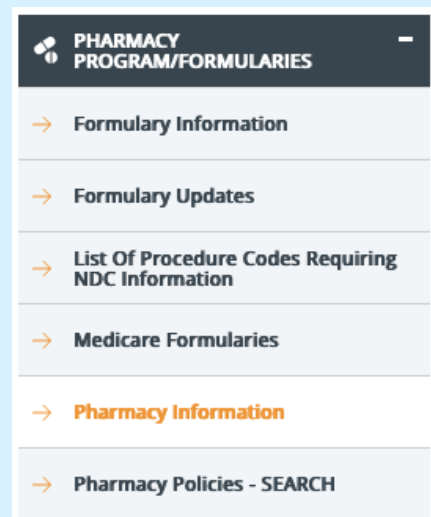 PHARMACY
PROGRAM/FORMULARIES
Formulary Information
Formulary Updates
List Of Procedure Codes Requiring
NDC Information
Medicare Formularies
Pharmacy Information
Pharmacy Policies - SEARCH